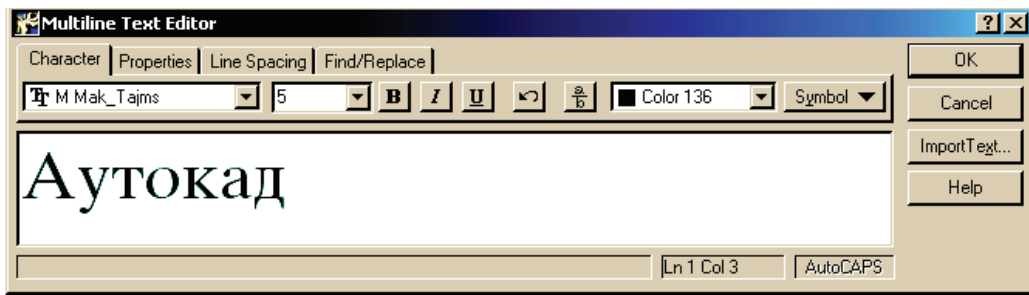 Multiline Text Editor
Character Properties Line Spacing Find/Replace
M Mak_Tajms 5 B I U a/b Color 136 Symbol
Аутокад
Ln 1 Col 3 AutoCAPS
OK
Cancel
ImportText...
Help